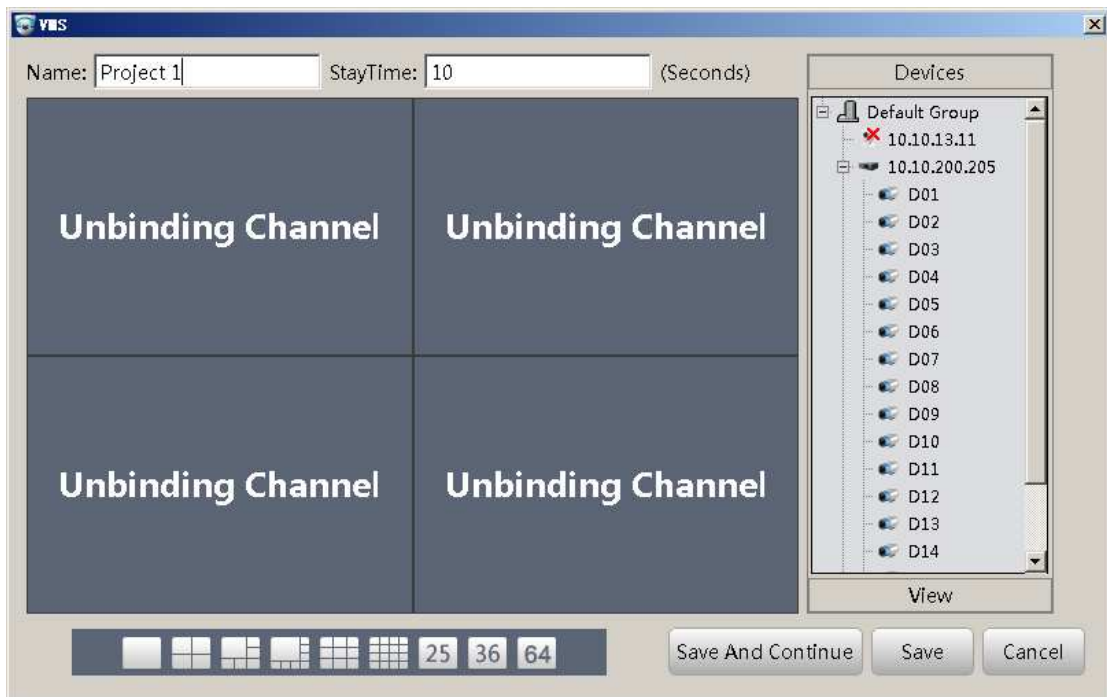 VMS
Name: Project 1 StayTime: 10 (Seconds)
Devices
Default Group
10.10.13.11
10.10.200.205
D01
D02
D03
D04
D05
D06
D07
D08
D09
D10
D11
D12
D13
D14
View
Unbinding Channel Unbinding Channel
Unbinding Channel Unbinding Channel
25 36 64
Save And Continue Save Cancel